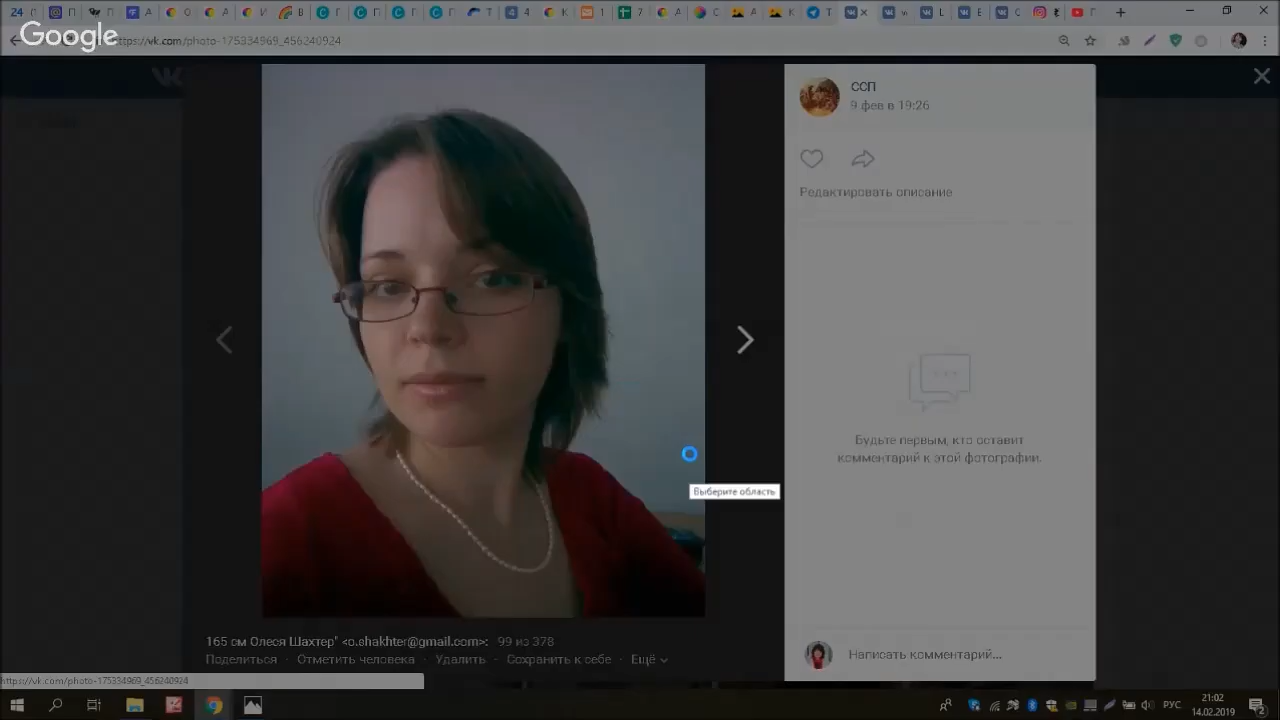 Google
https://vk.com/photo-175334969_456240924
ССП
9 фев в 19:26
Редактировать описание
Будьте первым, кто оставит
комментарий к этой фотографии.
Выберите область
165 см Олеся Шахтер" <o.shakhter@gmail.com>: 99 из 378
Поделиться · Отметить человека · Удалить · Сохранить к себе · Ещё
Написать комментарий...
https://vk.com/photo-175334969_456240924
РУС
21:02
14.02.2019